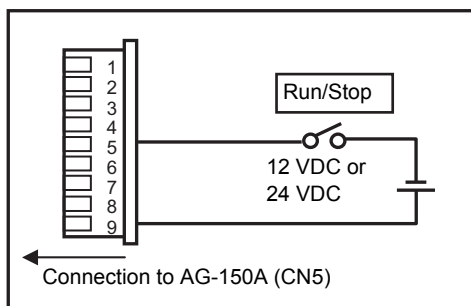 1
2
3
4
5
6
7
8
9
Run/Stop
12 VDC or
24 VDC
Connection to AG-150A (CN5)